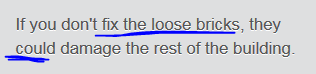 If you don't fix the loose bricks, they
could damage the rest of the building.